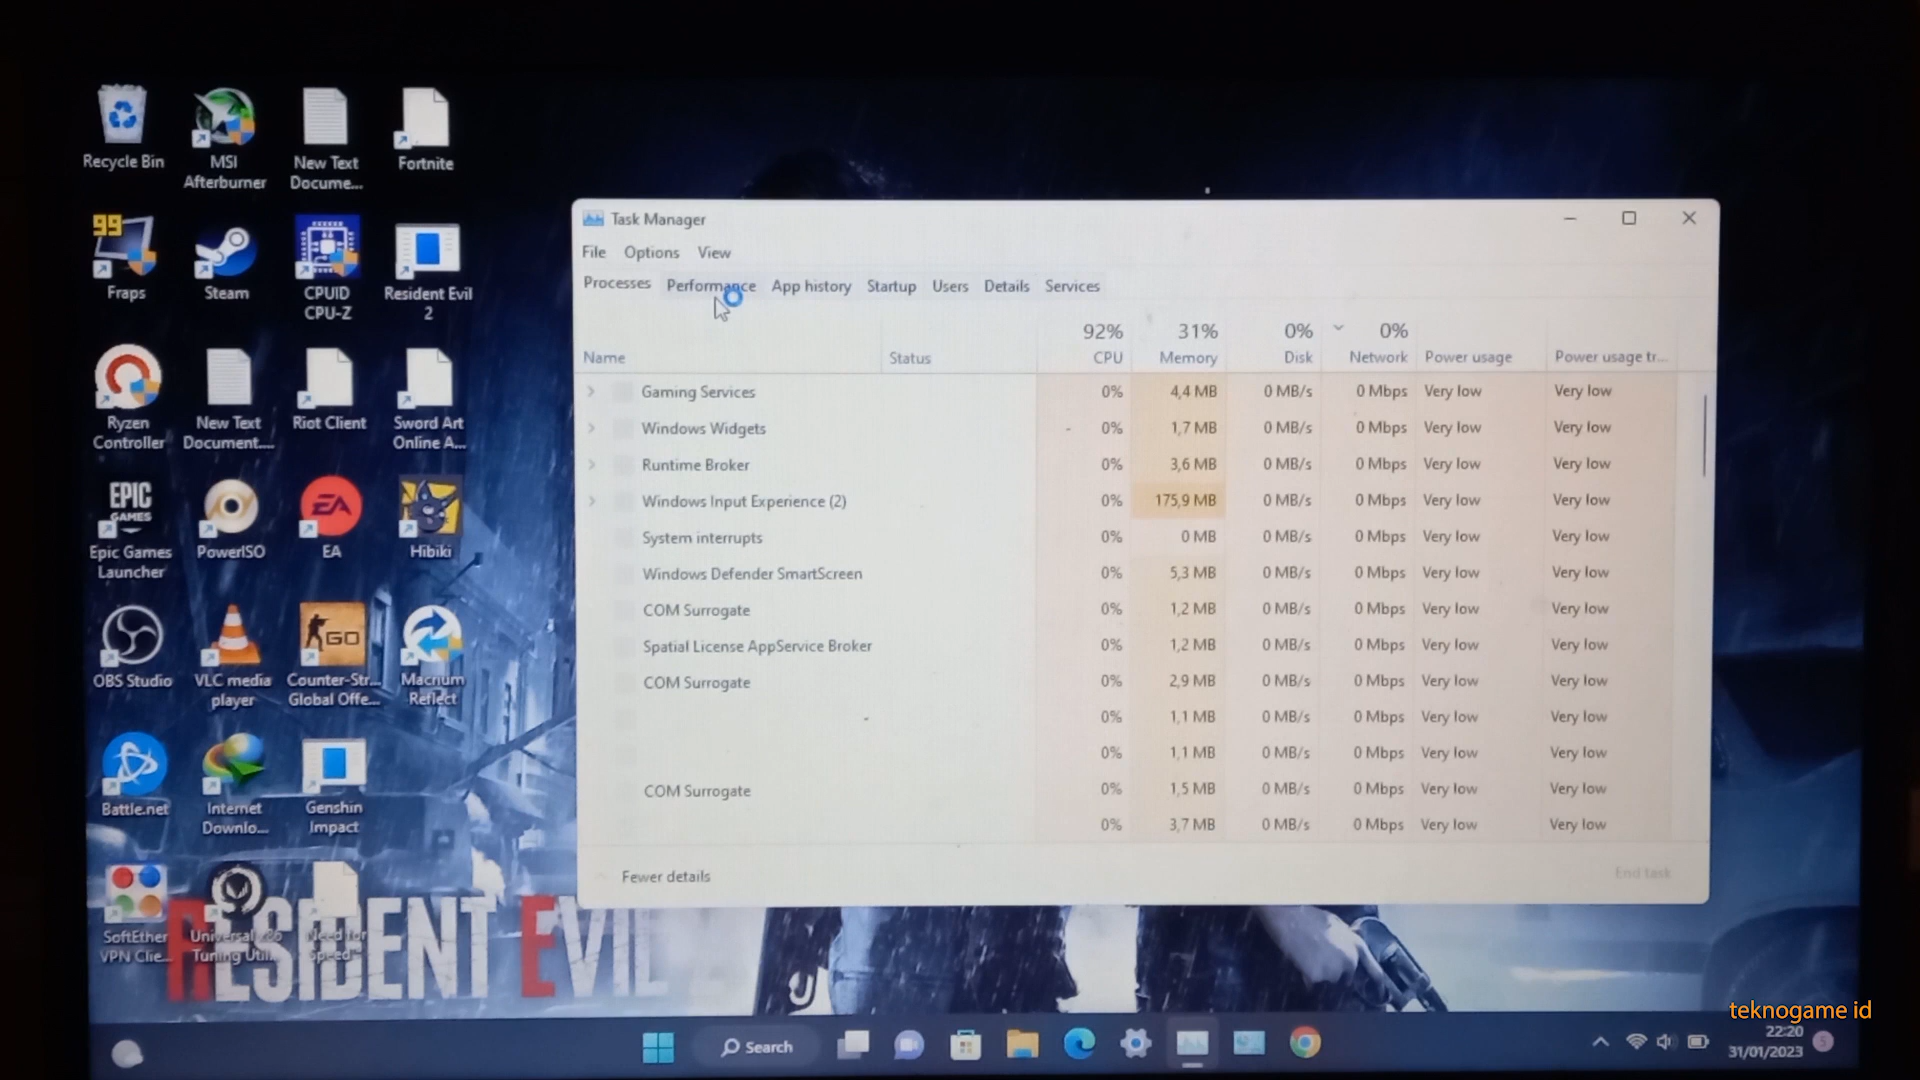 Recycle Bin
MSI
Afterburner
New Text
Docume...
Fortnite
99
Fraps
Steam
CPUID
CPU-Z
Resident Evil
2
Ryzen
Controller
New Text
Document....
Riot Client
Sword Art
Online A...
EPIC
GAMES
Epic Games
Launcher
PowerISO
EA
EA
Hibiki
OBS Studio
VLC media
player
GO
Counter-Str...
Global Offe...
Macrium
Reflect
Battle.net
Internet
Downlo...
Genshin
Impact
SoftEther
VPN Clie...
Universal x86
Tuning Util...
Need for
Speed™
RESIDENT EVIL
Task Manager
File Options View
Processes Performance App history Startup Users Details Services
92% 31% 0% 0%
Name Status CPU Memory Disk Network Power usage Power usage tr...
Gaming Services 0% 4,4 MB 0 MB/s 0 Mbps Very low Very low
Windows Widgets 0% 1,7 MB 0 MB/s 0 Mbps Very low Very low
Runtime Broker 0% 3,6 MB 0 MB/s 0 Mbps Very low Very low
Windows Input Experience (2) 0% 175,9 MB 0 MB/s 0 Mbps Very low Very low
System interrupts 0% 0 MB 0 MB/s 0 Mbps Very low Very low
Windows Defender SmartScreen 0% 5,3 MB 0 MB/s 0 Mbps Very low Very low
COM Surrogate 0% 1,2 MB 0 MB/s 0 Mbps Very low Very low
Spatial License AppService Broker 0% 1,2 MB 0 MB/s 0 Mbps Very low Very low
COM Surrogate 0% 2,9 MB 0 MB/s 0 Mbps Very low Very low
0% 1,1 MB 0 MB/s 0 Mbps Very low Very low
0% 1,1 MB 0 MB/s 0 Mbps Very low Very low
COM Surrogate 0% 1,5 MB 0 MB/s 0 Mbps Very low Very low
0% 3,7 MB 0 MB/s 0 Mbps Very low Very low
Fewer details
End task
teknogame id
Search
22:20
31/01/2023
5